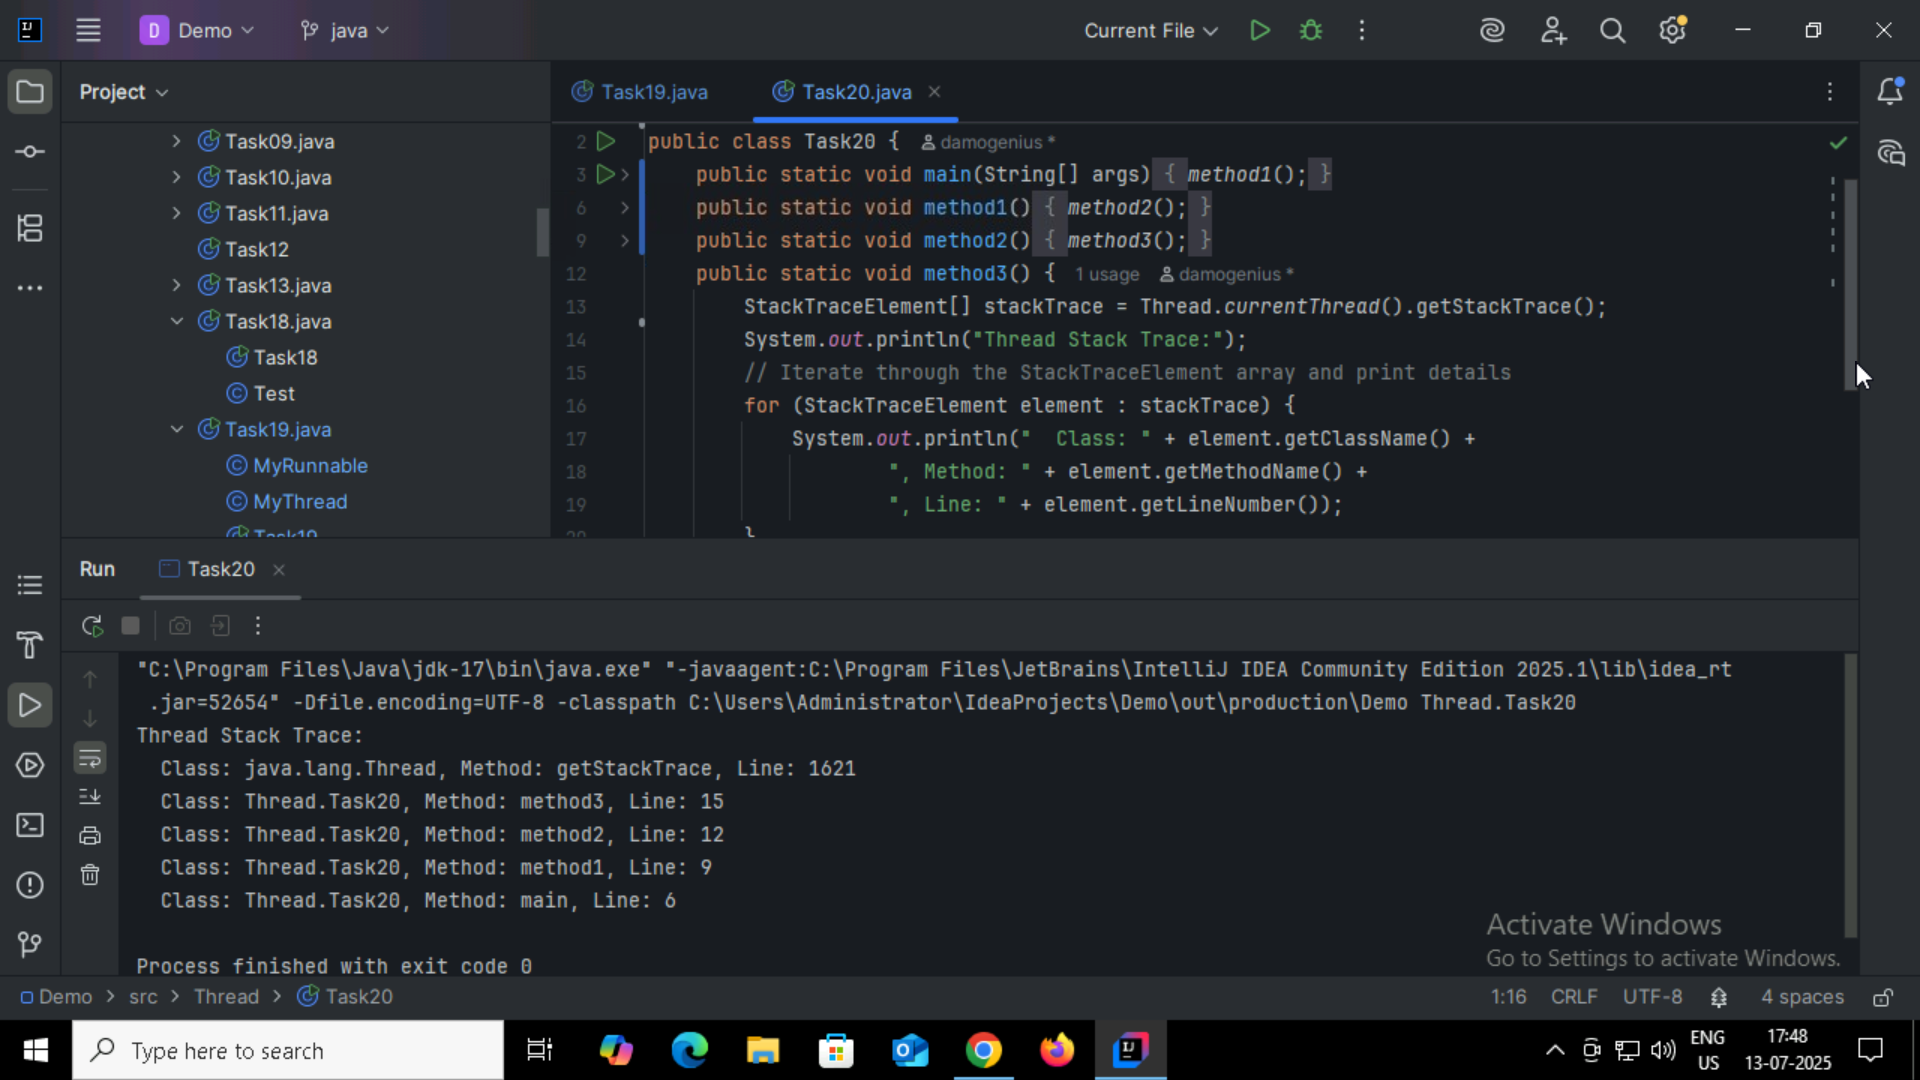 D Demo java Current File
Project
Task19.java Task20.java
Task09.java
Task10.java
Task11.java
Task12
Task13.java
Task18.java
Task18
Test
Task19.java
MyRunnable
MyThread
Task19
2 public class Task20 { damogenius *
3 public static void main(String[] args) { method1(); }
6 public static void method1() { method2(); }
9 public static void method2() { method3(); }
12 public static void method3() { 1 usage damogenius *
13 StackTraceElement[] stackTrace = Thread.currentThread().getStackTrace();
14 System.out.println("Thread Stack Trace:");
15 // Iterate through the StackTraceElement array and print details
16 for (StackTraceElement element : stackTrace) {
17 System.out.println("  Class: " + element.getClassName() +
18 ", Method: " + element.getMethodName() +
19 ", Line: " + element.getLineNumber());
20 }
Run Task20
"C:\Program Files\Java\jdk-17\bin\java.exe" "-javaagent:C:\Program Files\JetBrains\IntelliJ IDEA Community Edition 2025.1\lib\idea_rt
.jar=52654" -Dfile.encoding=UTF-8 -classpath C:\Users\Administrator\IdeaProjects\Demo\out\production\Demo Thread.Task20
Thread Stack Trace:
Class: java.lang.Thread, Method: getStackTrace, Line: 1621
Class: Thread.Task20, Method: method3, Line: 15
Class: Thread.Task20, Method: method2, Line: 12
Class: Thread.Task20, Method: method1, Line: 9
Class: Thread.Task20, Method: main, Line: 6
Process finished with exit code 0
Activate Windows
Go to Settings to activate Windows.
Demo > src > Thread > Task20 1:16 CRLF UTF-8 4 spaces
Type here to search
ENG
US
17:48
13-07-2025